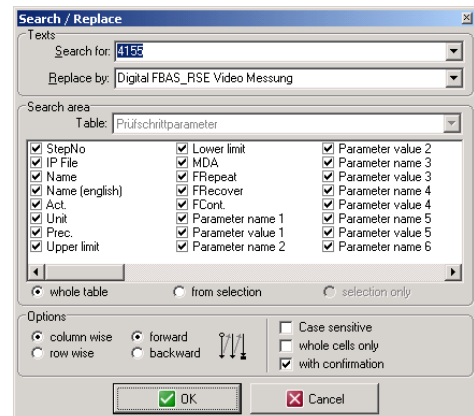 Search / Replace
Texts
Search for: 4155
Replace by: Digital FBAS_RSE Video Messung
Search area
Table: Prüfschrittparameter
StepNo Lower limit Parameter value 2
IP File MDA Parameter name 3
Name FRepeat Parameter value 3
Name (english) FRecover Parameter name 4
Act. FCont. Parameter value 4
Unit Parameter name 1 Parameter name 5
Prec. Parameter value 1 Parameter value 5
Upper limit Parameter name 2 Parameter name 6
whole table from selection selection only
Options
column wise forward Case sensitive
row wise backward whole cells only
with confirmation
OK Cancel